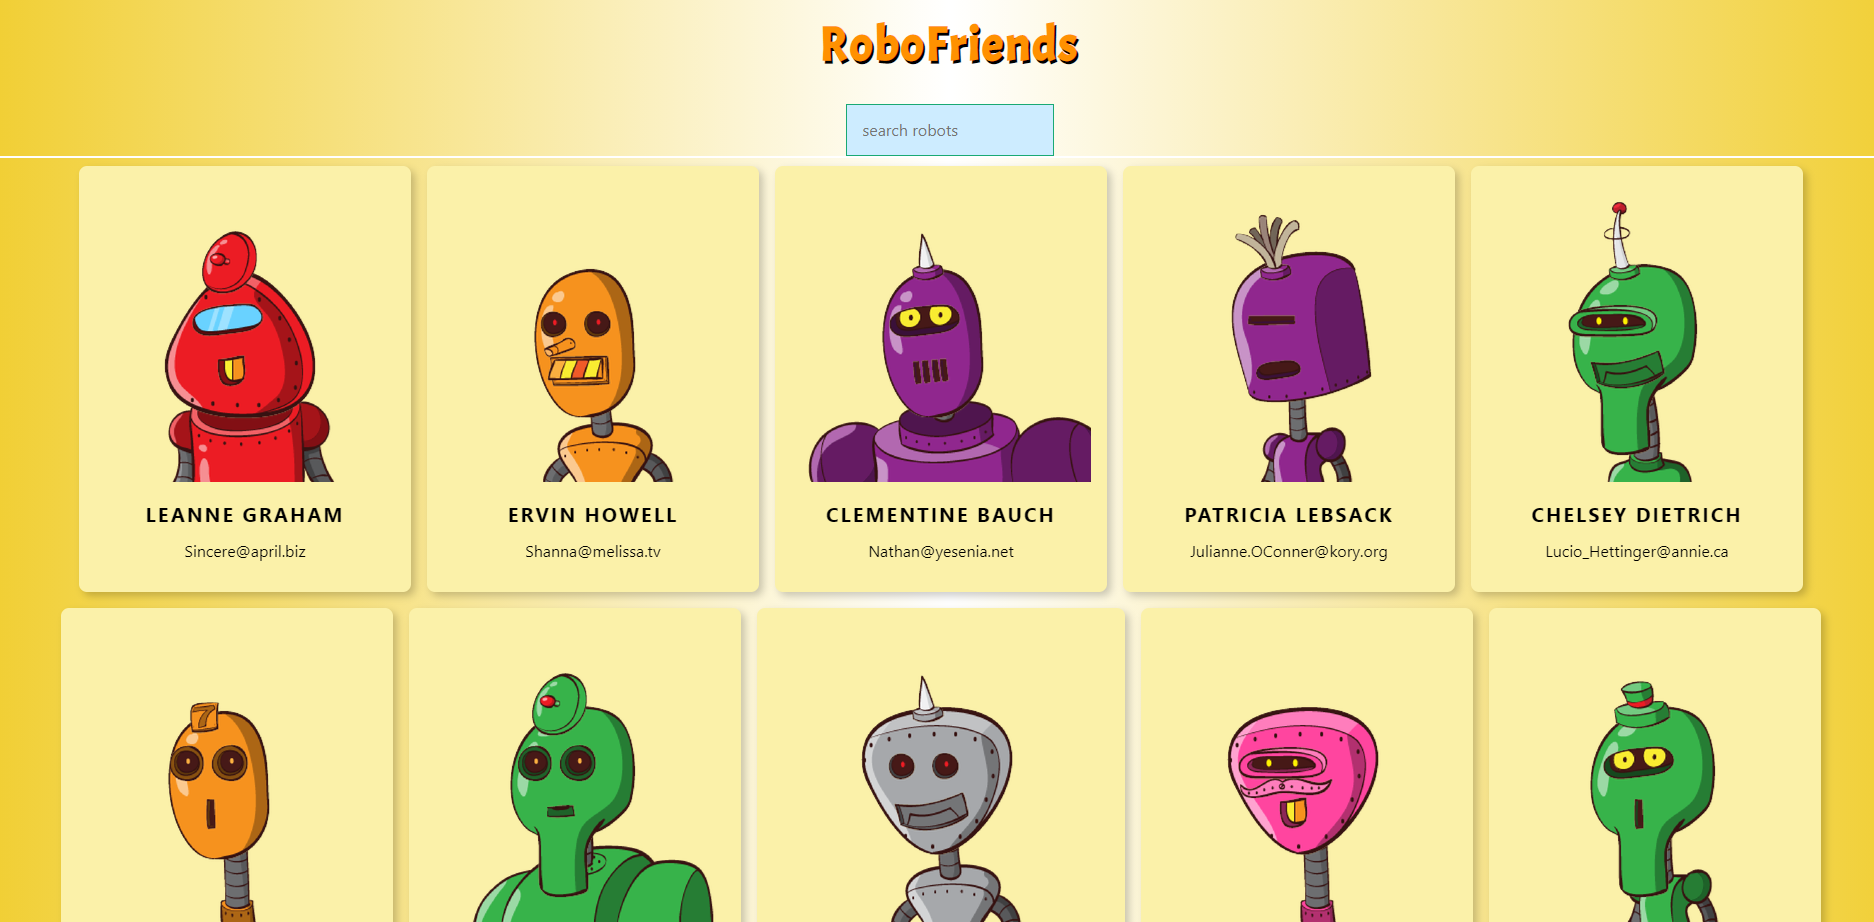 RoboFriends
search robots
LEANNE GRAHAM
Sincere@april.biz
ERVIN HOWELL
Shanna@melissa.tv
CLEMENTINE BAUCH
Nathan@yesenia.net
PATRICIA LEBSACK
Julianne.OConner@kory.org
CHELSEY DIETRICH
Lucio_Hettinger@annie.ca
7